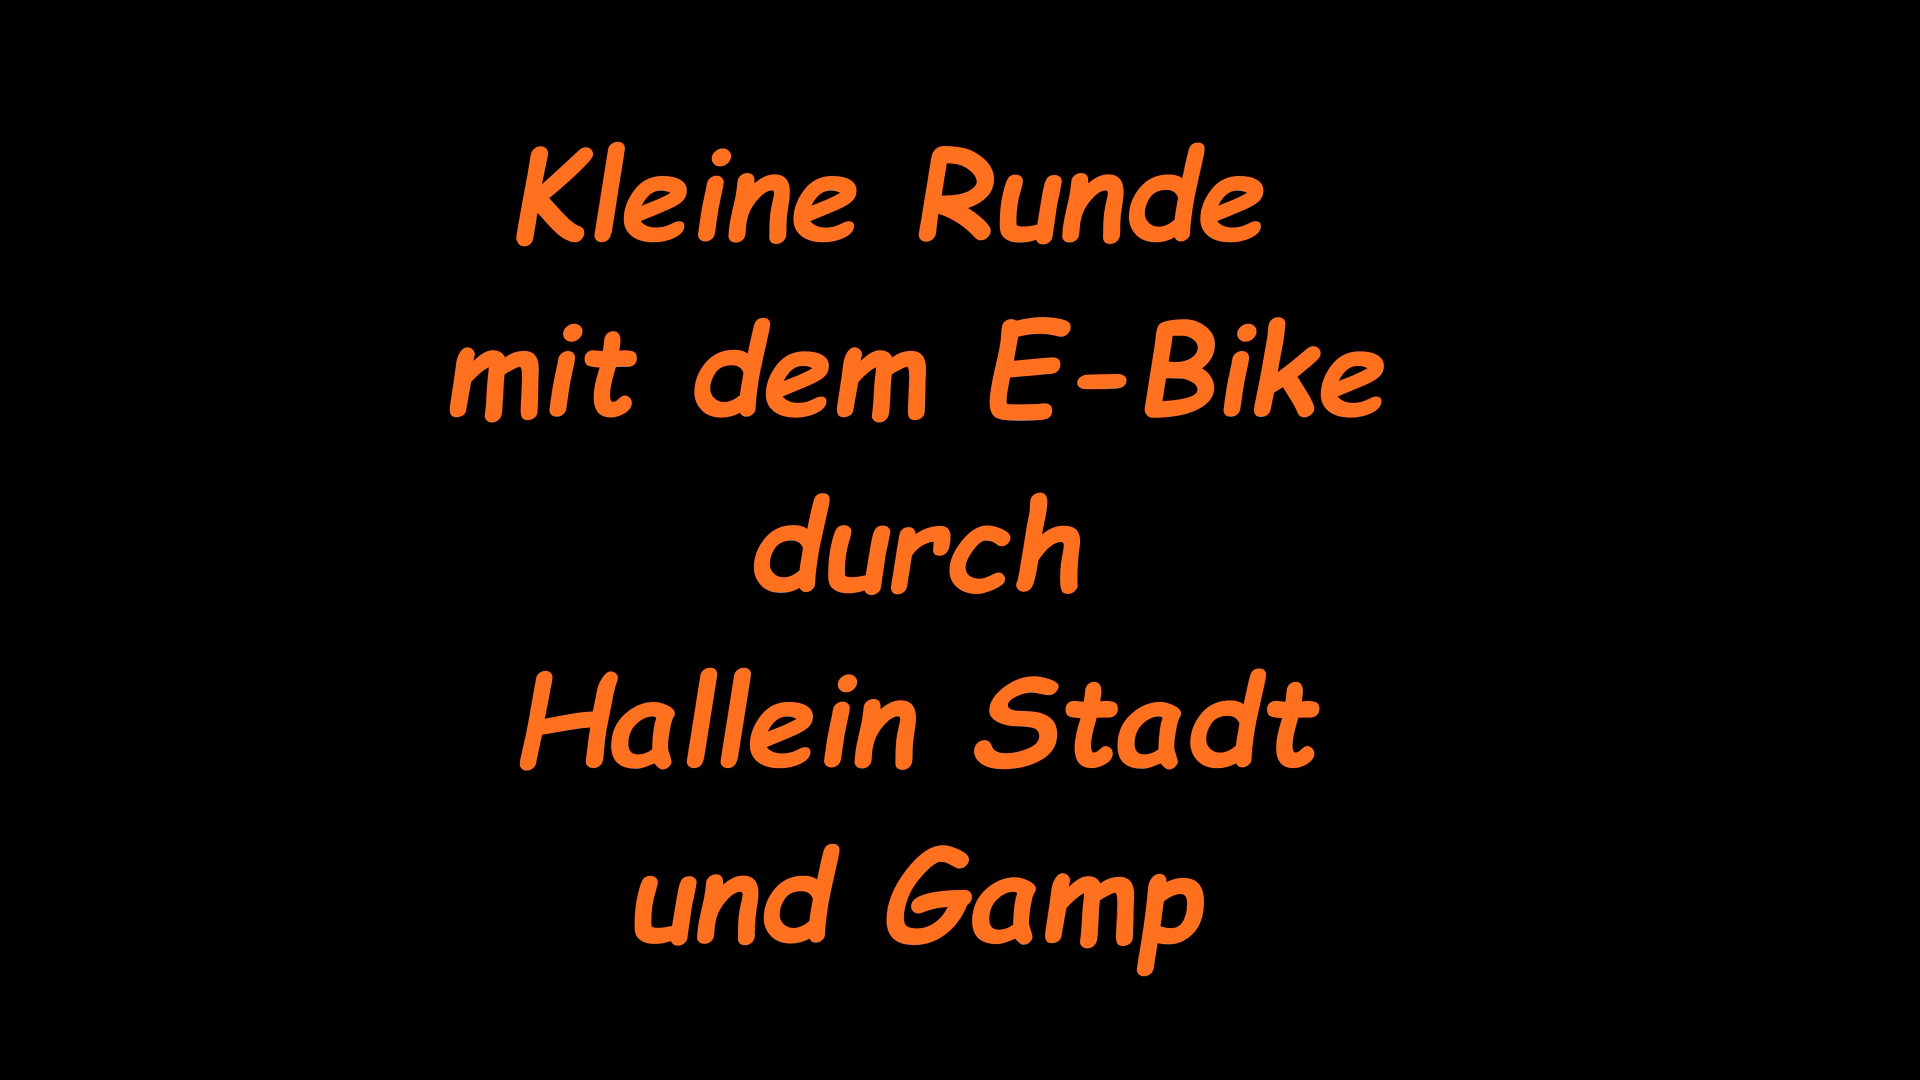 Kleine Runde
mit dem E-Bike
durch
Hallein Stadt
und Gamp